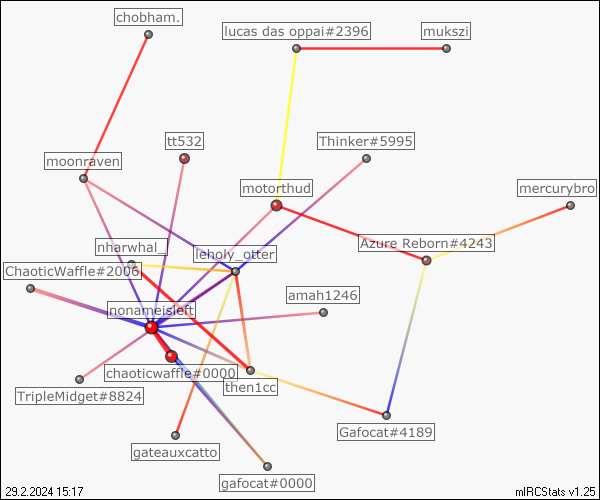 chobham.
lucas das oppai#2396
mukszi
tt532
Thinker#5995
moonraven
motorthud
mercurybro
nharwhal_
leholy_otter
Azure Reborn#4243
ChaoticWaffle#2006
amah1246
nonameisleft
chaoticwaffle#0000
then1cc
TripleMidget#8824
Gafocat#4189
gateauxcatto
gafocat#0000
29.2.2024 15:17
mIRCStats v1.25